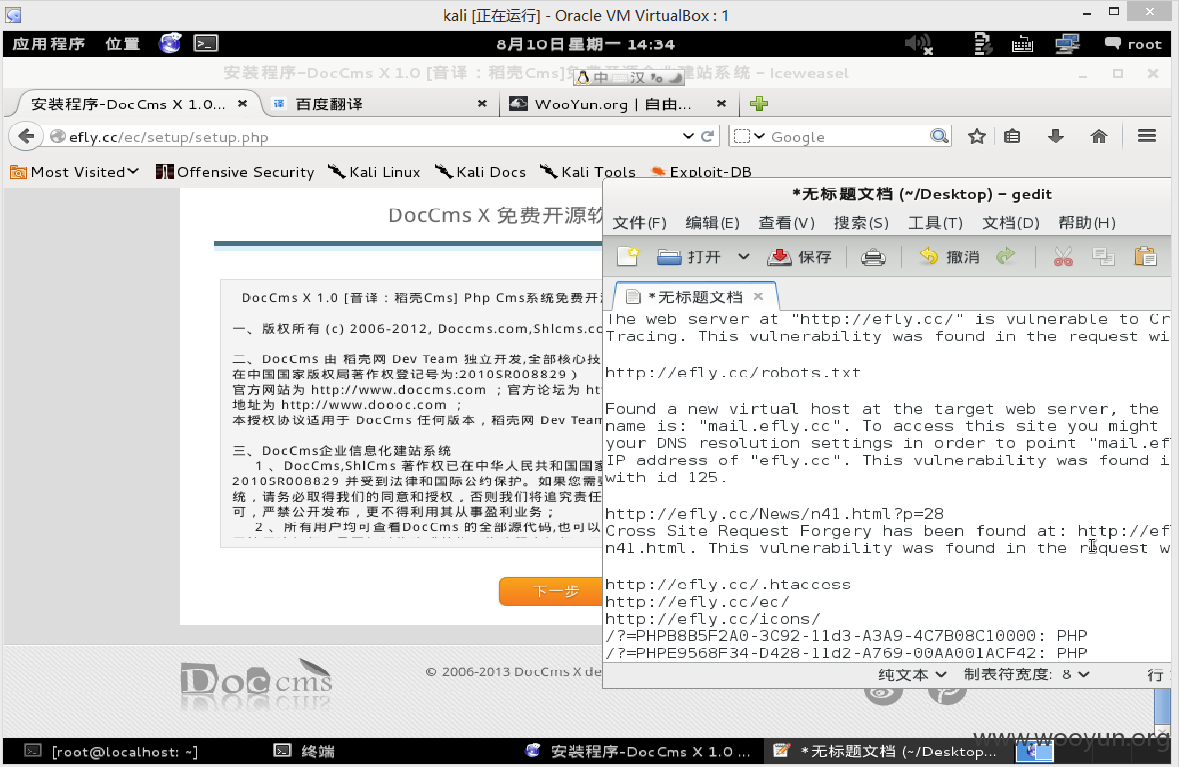 kali [正在运行] - Oracle VM VirtualBox : 1
应用程序 位置 8月10日星期一 14:34 root
安装程序-DocCms X 1.0 [音译：稻壳Cms]免费开源企业建站系统 - Iceweasel
中 汉
安装程序-DocCms X 1.0... 百度翻译 WooYun.org | 自由...
efly.cc/ec/setup/setup.php Google
Most Visited Offensive Security Kali Linux Kali Docs Kali Tools Exploit-DB
DocCms X 免费开源软
DocCms X 1.0 [音译：稻壳Cms] Php Cms系统免费开
一、版权所有 (c) 2006-2012, Doccms.com,Shlcms.co
二、DocCms 由 稻壳网 Dev Team 独立开发,全部核心技
在中国国家版权局著作权登记号为:2010SR008829 )
官方网站为 http://www.doccms.com ；官方论坛为 ht
地址为 http://www.doooc.com ；
本授权协议适用于 DocCms 任何版本，稻壳网 Dev Team
三、DocCms企业信息化建站系统
1 、DocCms,ShlCms 著作权已在中华人民共和国国家
2010SR008829 并受到法律和国际公约保护。如果您需要
统，请务必取得我们的同意和授权，否则我们将追究责任
可，严禁公开发布，更不得利用其从事盈利业务；
2 、所有用户均可查看DocCms 的全部源代码,也可以
下一步
Doc cms
© 2006-2013 DocCms X de
*无标题文档 (~/Desktop) - gedit
文件(F) 编辑(E) 查看(V) 搜索(S) 工具(T) 文档(D) 帮助(H)
打开 保存 撤消
*无标题文档
The web server at "http://efly.cc/" is vulnerable to Cr
Tracing. This vulnerability was found in the request wi
http://efly.cc/robots.txt
Found a new virtual host at the target web server, the
name is: "mail.efly.cc". To access this site you might
your DNS resolution settings in order to point "mail.ef
IP address of "efly.cc". This vulnerability was found i
with id 125.
http://efly.cc/News/n41.html?p=28
Cross Site Request Forgery has been found at: http://ef
n41.html. This vulnerability was found in the request w
http://efly.cc/.htaccess
http://efly.cc/ec/
http://efly.cc/icons/
/?=PHPB8B5F2A0-3C92-11d3-A3A9-4C7B08C10000: PHP
/?=PHPE9568F34-D428-11d2-A769-00AA001ACF42: PHP
纯文本 制表符宽度: 8 行
www.wooyun.org
[root@localhost: ~] 终端 安装程序-DocCms X 1.0 ... *无标题文档 (~/Desktop...